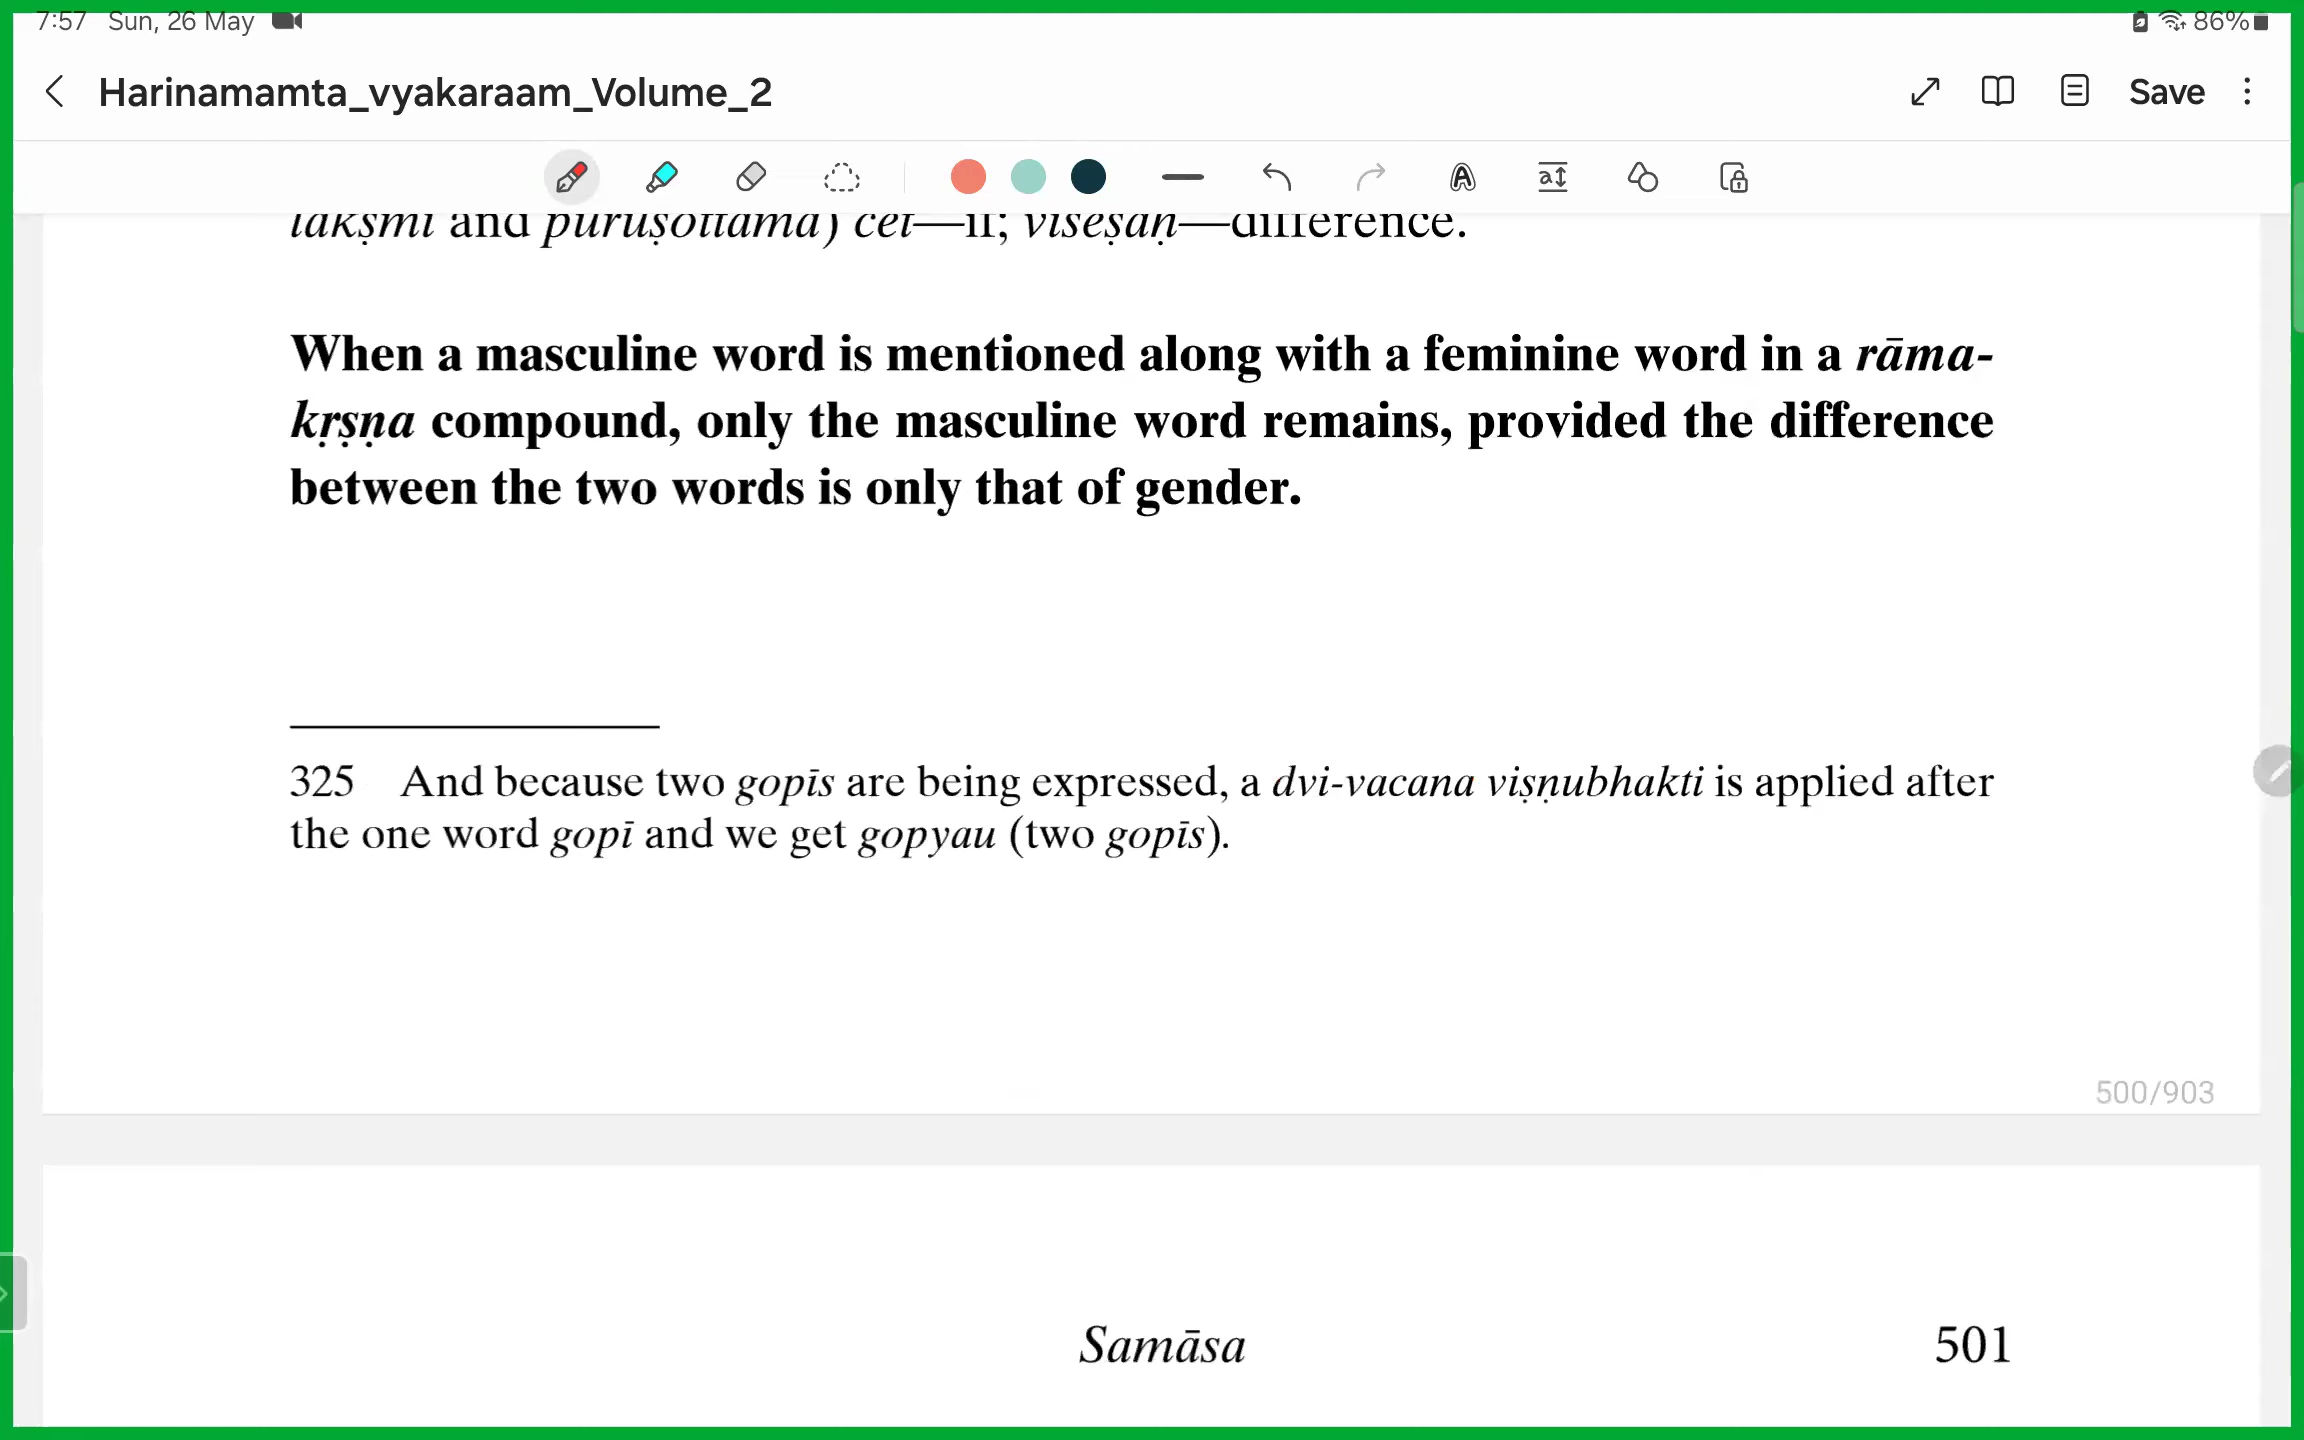 7:57 Sun, 26 May 86%
Harinamamta_vyakaraam_Volume_2 Save
lakṣmī and puruṣottama) cet—if; viśeṣaḥ—difference.
When a masculine word is mentioned along with a feminine word in a rāma-
kṛṣṇa compound, only the masculine word remains, provided the difference
between the two words is only that of gender.
325 And because two gopīs are being expressed, a dvi-vacana viṣṇubhakti is applied after
the one word gopī and we get gopyau (two gopīs).
500/903
Samāsa 501